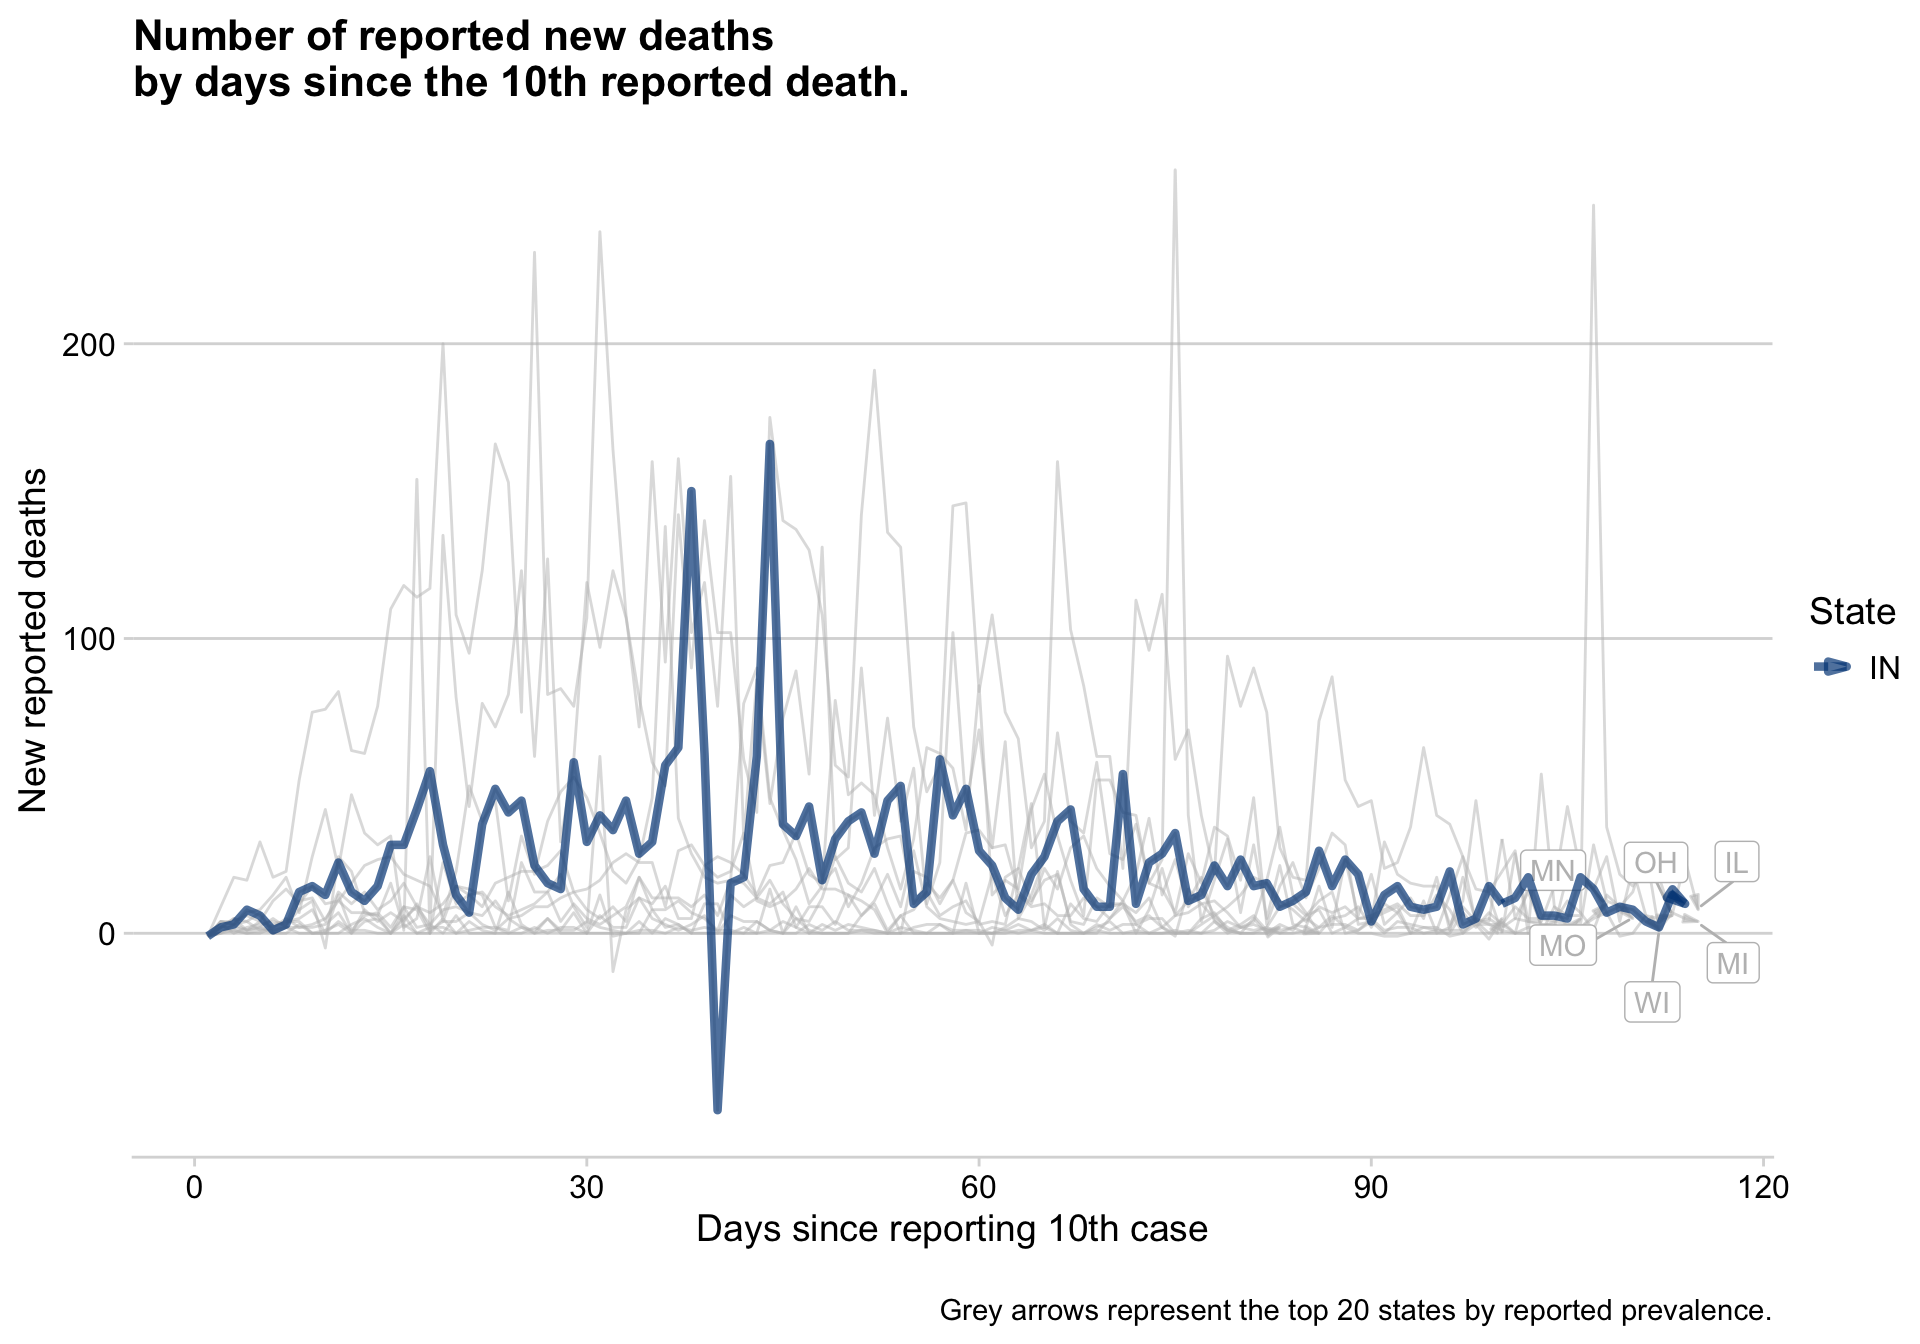 Number of reported new deaths
by days since the 10th reported death.
New reported deaths
200
100
0
MN
OH
IL
MO
MI
WI
State
IN
0
30
60
90
120
Days since reporting 10th case
Grey arrows represent the top 20 states by reported prevalence.